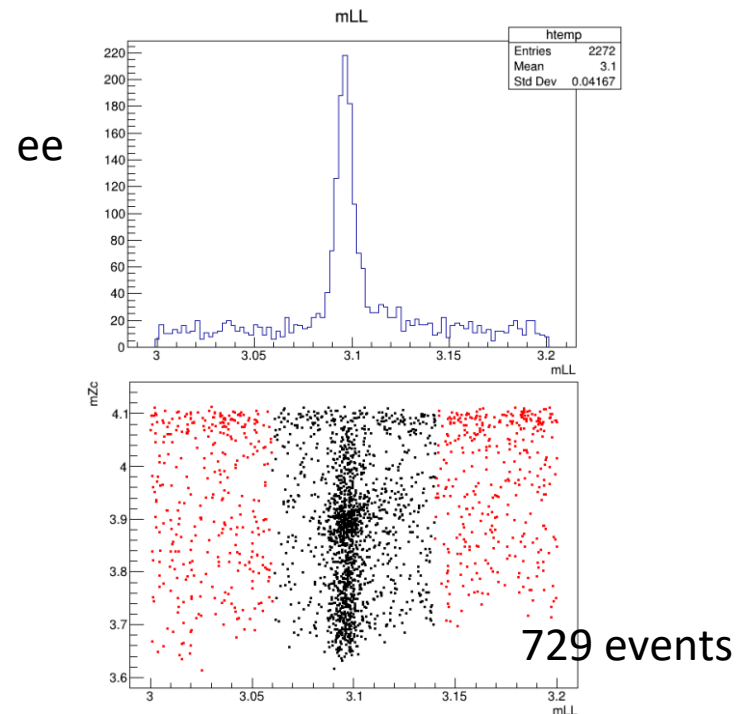 mLL
htemp
Entries 2272
Mean 3.1
Std Dev 0.04167
ee
220
200
180
160
140
120
100
80
60
40
20
0
3 3.05 3.1 3.15 3.2
mLL
mZc
4.1
4
3.9
3.8
3.7
3.6
729 events
3 3.05 3.1 3.15 3.2
mLL